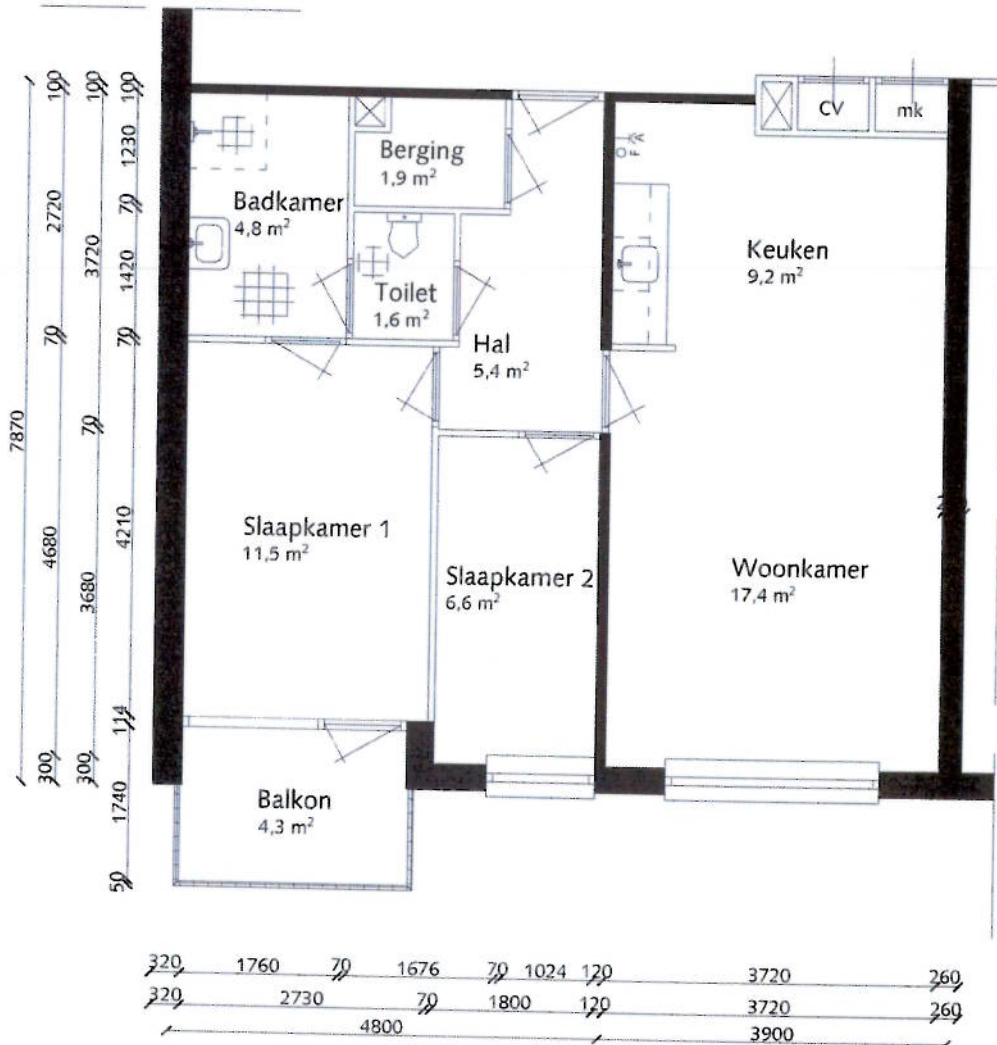 CV
mk
Berging
1,9 m²
Badkamer
4,8 m²
Keuken
9,2 m²
Toilet
1,6 m²
Hal
5,4 m²
Slaapkamer 1
11,5 m²
Slaapkamer 2
6,6 m²
Woonkamer
17,4 m²
Balkon
4,3 m²
7870
100
2720
70
4680
300
100
3720
70
3680
300
100
1230
70
1420
70
4210
114
1740
50
320 1760 70 1676 70 1024 120 3720 260
320 2730 70 1800 120 3720 260
4800 3900